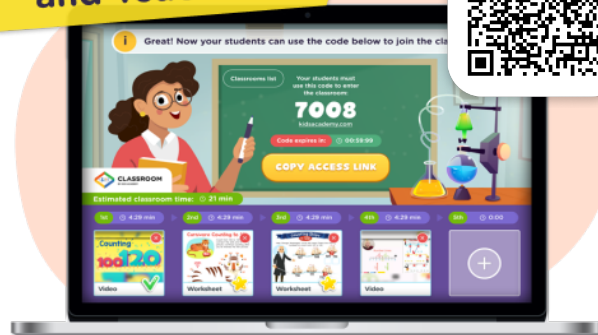 Great! Now your students can use the code below to join the cla
Classrooms list
Your students must
use this code to enter
the classroom:
7008
kidsacademy.com
Code expires in: 00:59:99
COPY ACCESS LINK
CLASSROOM
Estimated classroom time: 21 min
1st 4:29 min 2nd 4:29 min 3rd 4:29 min 4th 4:29 min 5th 0:00
Counting
100 120
Carnivores Counting
Video Worksheet Worksheet Video